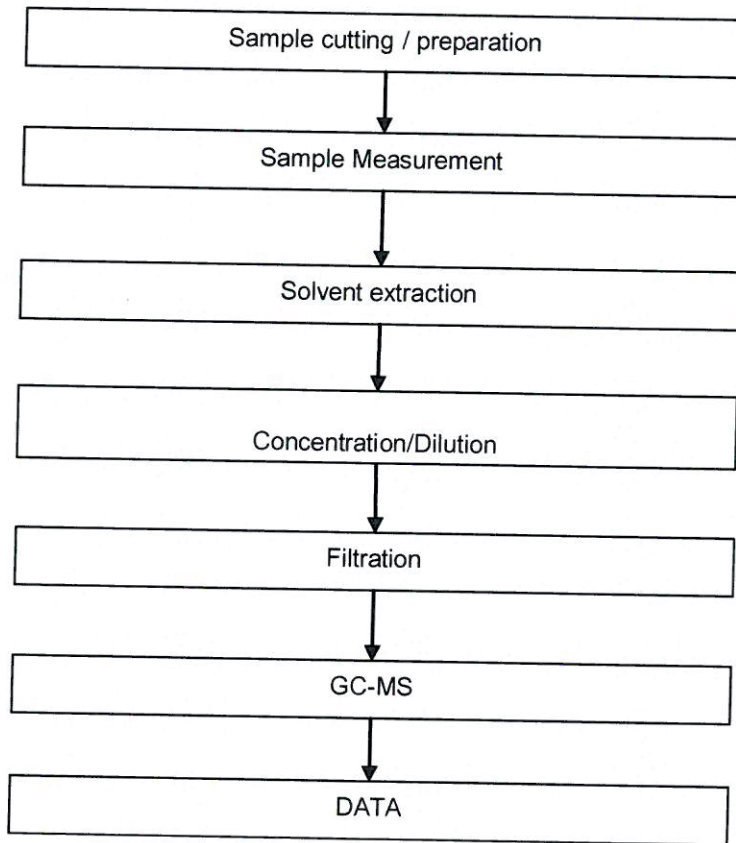 Sample cutting / preparation
Sample Measurement
Solvent extraction
Concentration/Dilution
Filtration
GC-MS
DATA